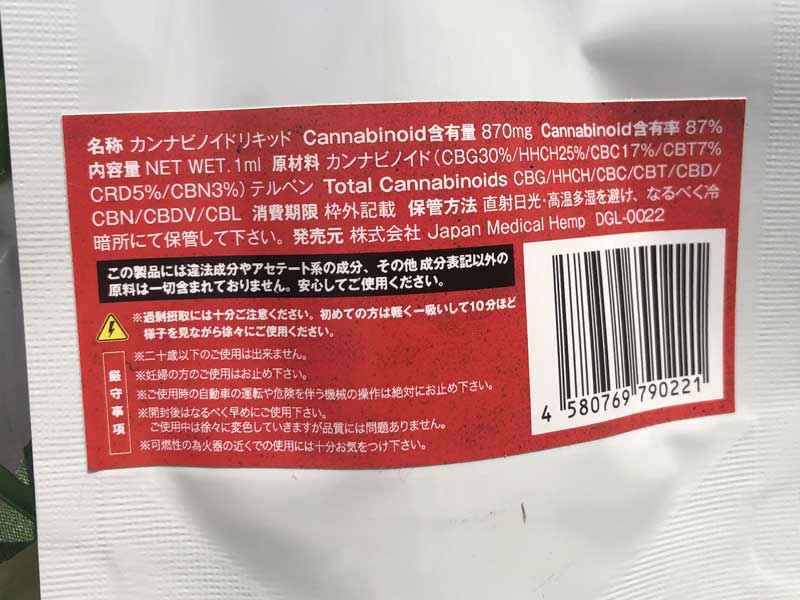 名称 カンナビノイドリキッド Cannabinoid含有量 870mg Cannabinoid含有率 87%
内容量 NET WET. 1ml 原材料 カンナビノイド (CBG30%/HHCH25%/CBC17%/CBT7%
CRD5%/CBN3%) テルペン Total Cannabinoids CBG/HHCH/CBC/CBT/CBD/
CBN/CBDV/CBL 消費期限 枠外記載 保管方法 直射日光・高温多湿を避け、なるべく冷
暗所にて保管して下さい。発売元 株式会社 Japan Medical Hemp DGL-0022
この製品には違法成分やアセテート系の成分、その他 成分表記以外の
原料は一切含まれておりません。安心してご使用ください。
※過剰摂取には十分ご注意ください。初めての方は軽く一吸いして10分ほど
様子を見ながら徐々にご使用ください。
厳守事項
※二十歳以下のご使用は出来ません。
※妊婦の方のご使用はお止め下さい。
※ご使用時の自動車の運転や危険を伴う機械の操作は絶対にお止め下さい。
※開封後はなるべく早めにご使用下さい。
ご使用中は徐々に変色していきますが品質には問題ありません。
※可燃性の為火器の近くでの使用には十分お気をつけ下さい。
4 580769 790221